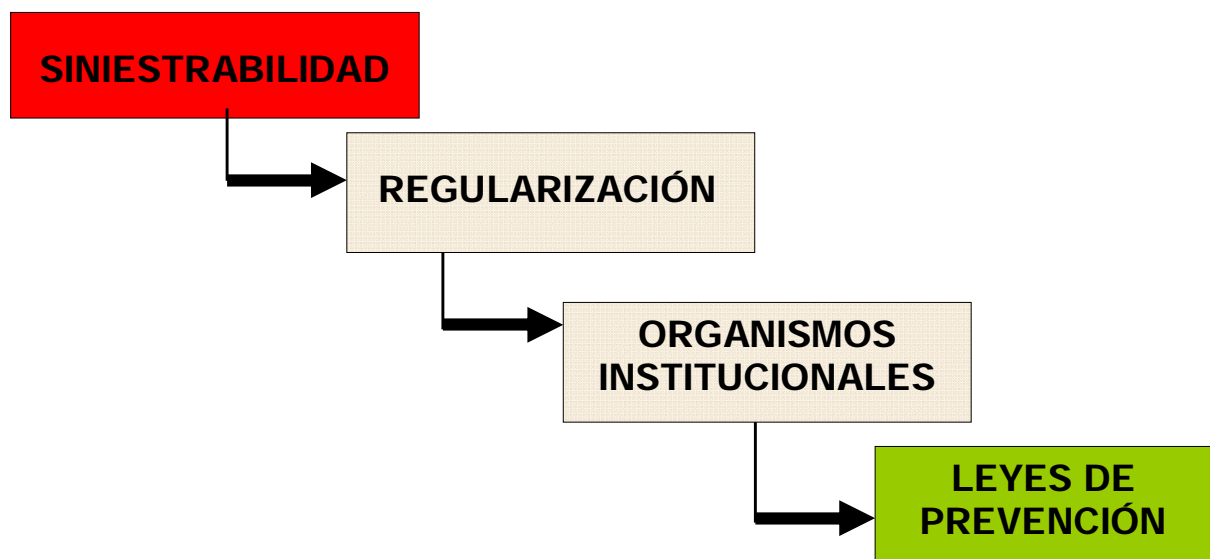 SINIESTRABILIDAD
REGULARIZACIÓN
ORGANISMOS
INSTITUCIONALES
LEYES DE
PREVENCIÓN